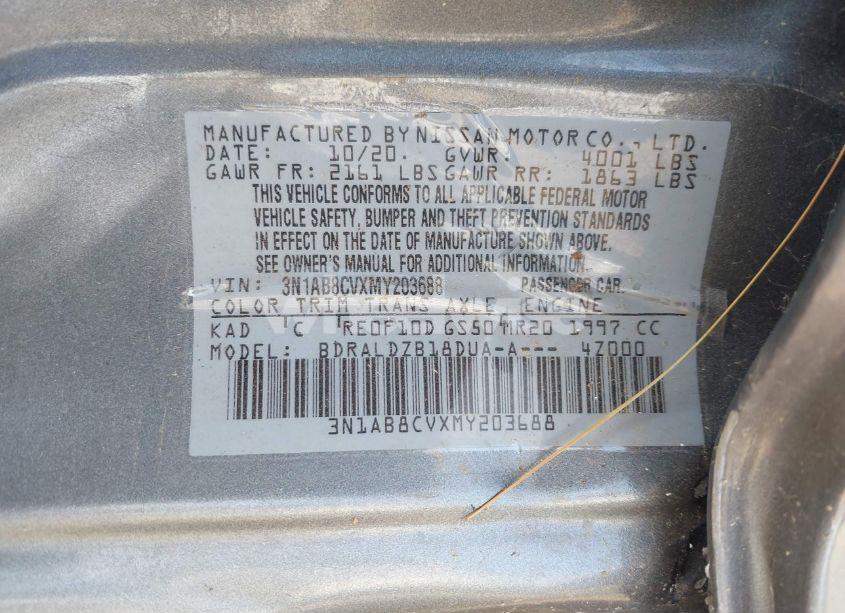 MANUFACTURED BY NISSAN MOTOR CO., LTD.
DATE: 10/20. GVWR: 4001 LBS
GAWR FR: 2161 LBS GAWR RR: 1863 LBS
THIS VEHICLE CONFORMS TO ALL APPLICABLE FEDERAL MOTOR
VEHICLE SAFETY, BUMPER AND THEFT PREVENTION STANDARDS
IN EFFECT ON THE DATE OF MANUFACTURE SHOWN ABOVE.
SEE OWNER'S MANUAL FOR ADDITIONAL INFORMATION
VIN: 3N1AB8CVXMY203688 PASSENGER CAR.
COLOR TRIM TRANS AXLE ENGINE
KAD C RE0F10D GS50 MR20 1997 CC
MODEL: BDRALDZB18DUA-A--- 4Z000
3N1AB8CVXMY203688